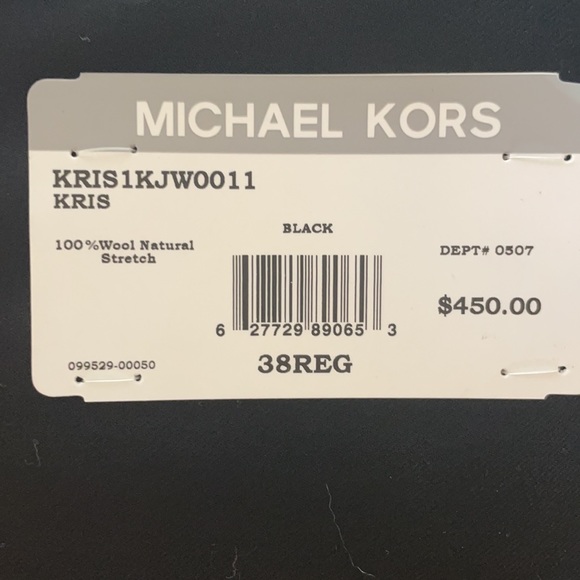 MICHAEL KORS
KRIS1KJW0011
KRIS
BLACK
100%Wool Natural
Stretch
DEPT# 0507
$450.00
6 27729 89065 3
099529-00050
38REG